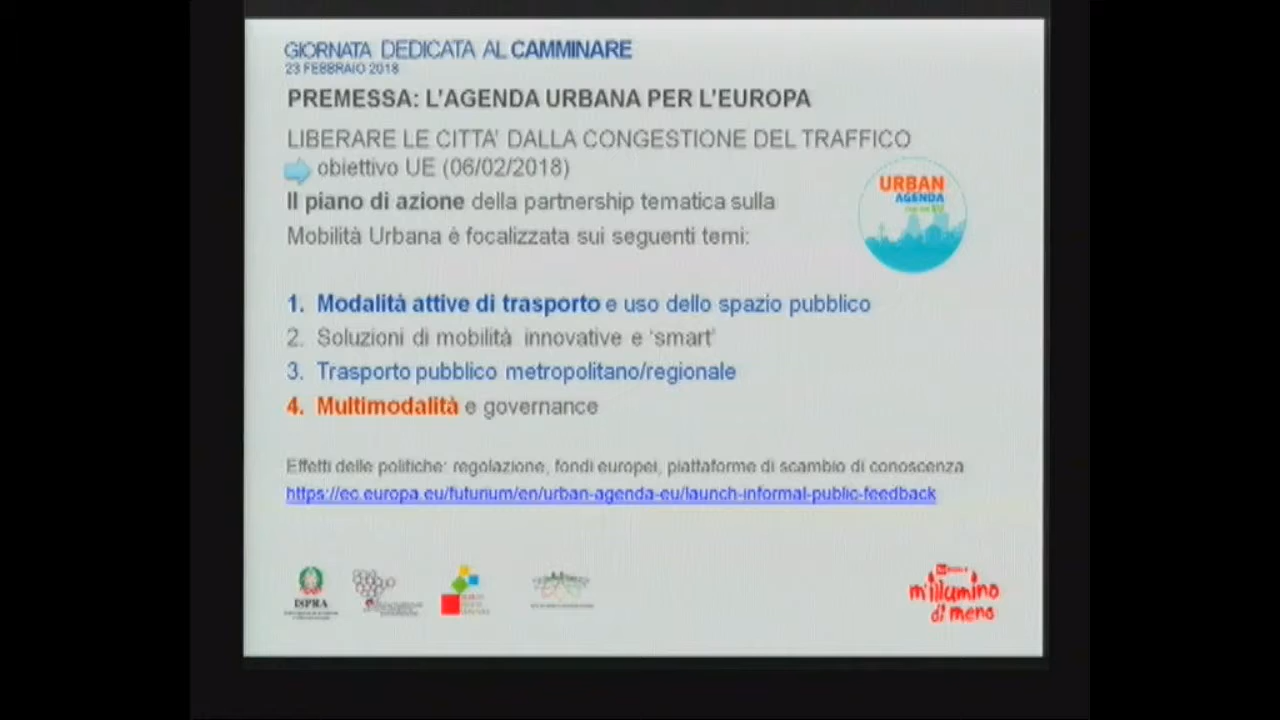 GIORNATA DEDICATA AL CAMMINARE
23 FEBBRAIO 2018
PREMESSA: L'AGENDA URBANA PER L'EUROPA
LIBERARE LE CITTA' DALLA CONGESTIONE DEL TRAFFICO
obiettivo UE (06/02/2018)
Il piano di azione della partnership tematica sulla
Mobilità Urbana è focalizzata sui seguenti temi:
URBAN
AGENDA
1. Modalità attive di trasporto e uso dello spazio pubblico
2. Soluzioni di mobilità innovative e 'smart'
3. Trasporto pubblico metropolitano/regionale
4. Multimodalità e governance
Effetti delle politiche: regolazione, fondi europei, piattaforme di scambio di conoscenza
https://ec.europa.eu/futurium/en/urban-agenda-eu/launch-informal-public-feedback
ISPRA
m'illumino
di meno